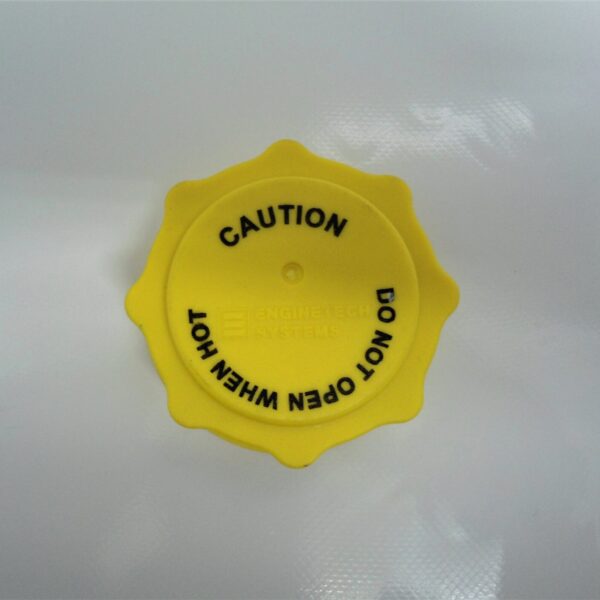 CAUTION
ENGINETECH
SYSTEMS
DO NOT OPEN WHEN HOT